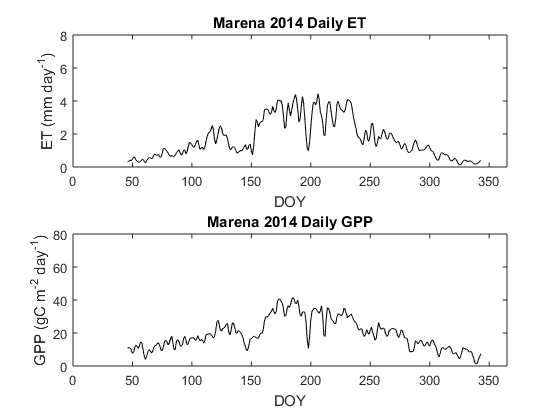 Marena 2014 Daily ET
8
6
4
2
0
ET (mm day⁻¹)
0 50 100 150 200 250 300 350
DOY
Marena 2014 Daily GPP
80
60
40
20
0
GPP (gC m⁻² day⁻¹)
0 50 100 150 200 250 300 350
DOY